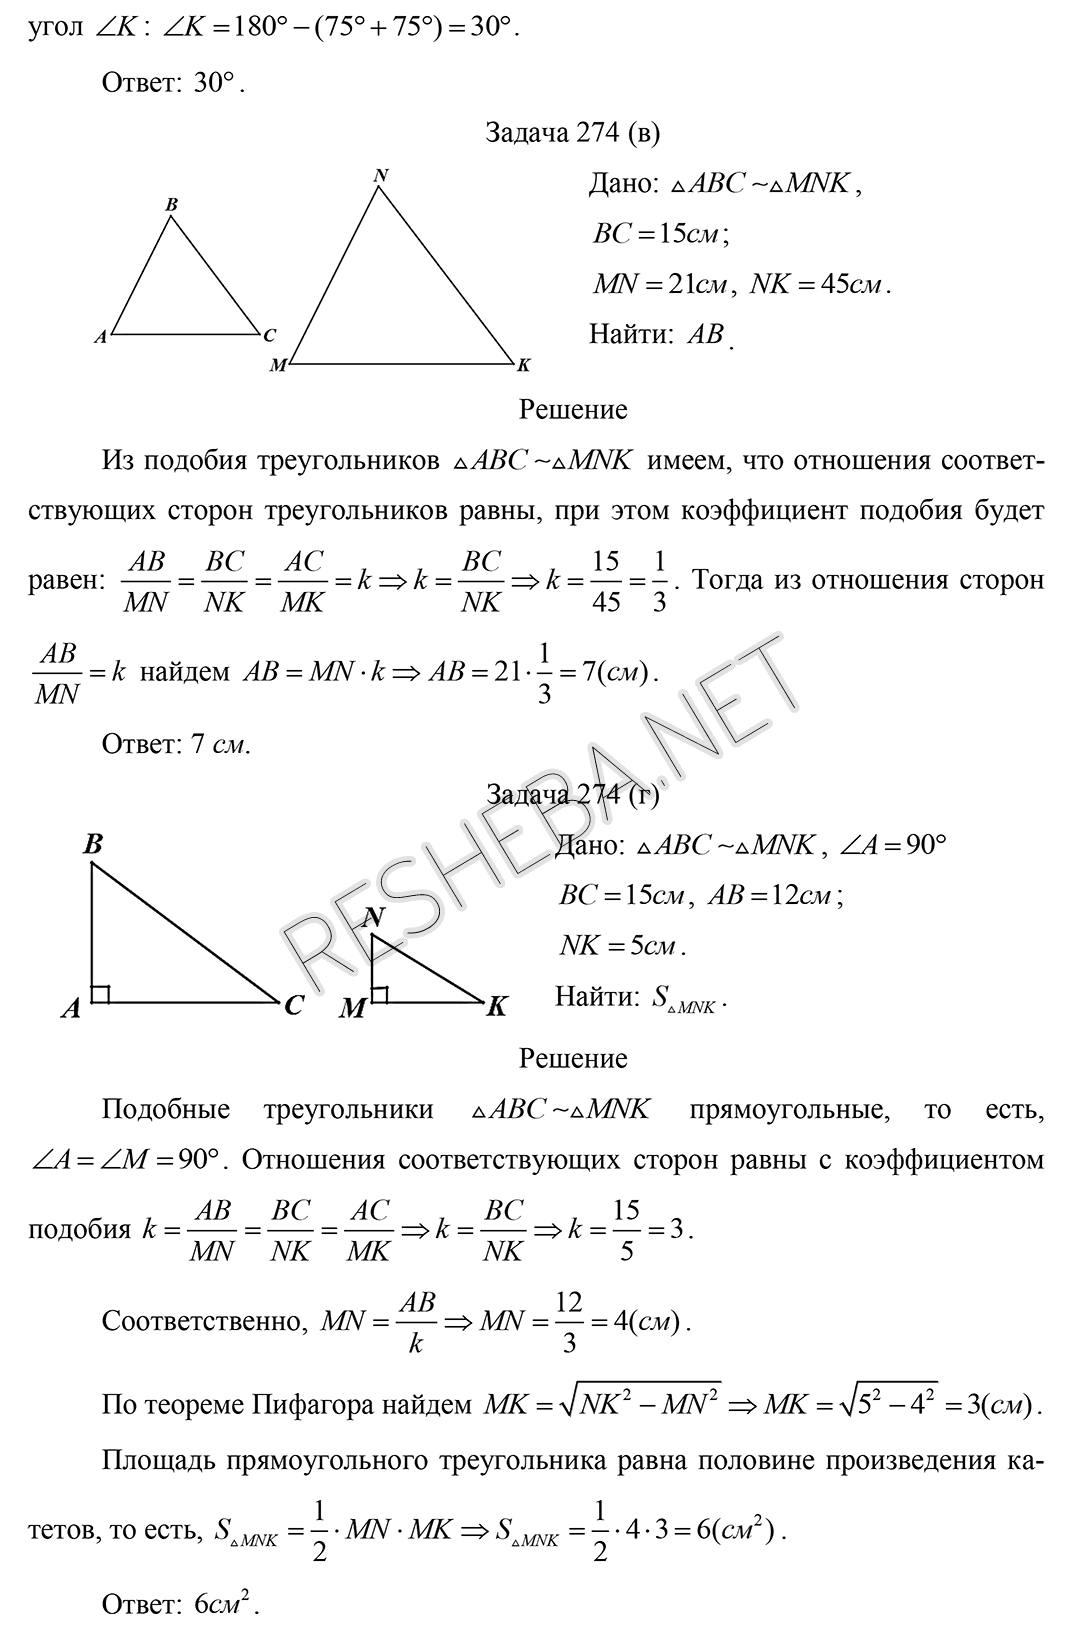 угол ∠K : ∠K = 180° − (75° + 75°) = 30°.
Ответ: 30°.
Задача 274 (в)
N
Дано: △ABC ~ △MNK ,
B
BC = 15см;
MN = 21см, NK = 45см.
A C
Найти: AB.
M K
Решение
Из подобия треугольников △ABC ~ △MNK имеем, что отношения соответ-
ствующих сторон треугольников равны, при этом коэффициент подобия будет
равен: AB/MN = BC/NK = AC/MK = k ⇒ k = BC/NK ⇒ k = 15/45 = 1/3. Тогда из отношения сторон
AB/MN = k найдем AB = MN · k ⇒ AB = 21 · 1/3 = 7(см).
Ответ: 7 см.
RESHEBA.NET
Задача 274 (г)
B
Дано: △ABC ~ △MNK , ∠A = 90°
BC = 15см, AB = 12см;
N
NK = 5см.
A C M K
Найти: S△MNK.
Решение
Подобные треугольники △ABC ~ △MNK прямоугольные, то есть,
∠A = ∠M = 90°. Отношения соответствующих сторон равны с коэффициентом
подобия k = AB/MN = BC/NK = AC/MK ⇒ k = BC/NK ⇒ k = 15/5 = 3.
Соответственно, MN = AB/k ⇒ MN = 12/3 = 4(см).
По теореме Пифагора найдем MK = √(NK² − MN²) ⇒ MK = √(5² − 4²) = 3(см).
Площадь прямоугольного треугольника равна половине произведения ка-
тетов, то есть, S△MNK = 1/2 · MN · MK ⇒ S△MNK = 1/2 · 4 · 3 = 6(см²).
Ответ: 6см².